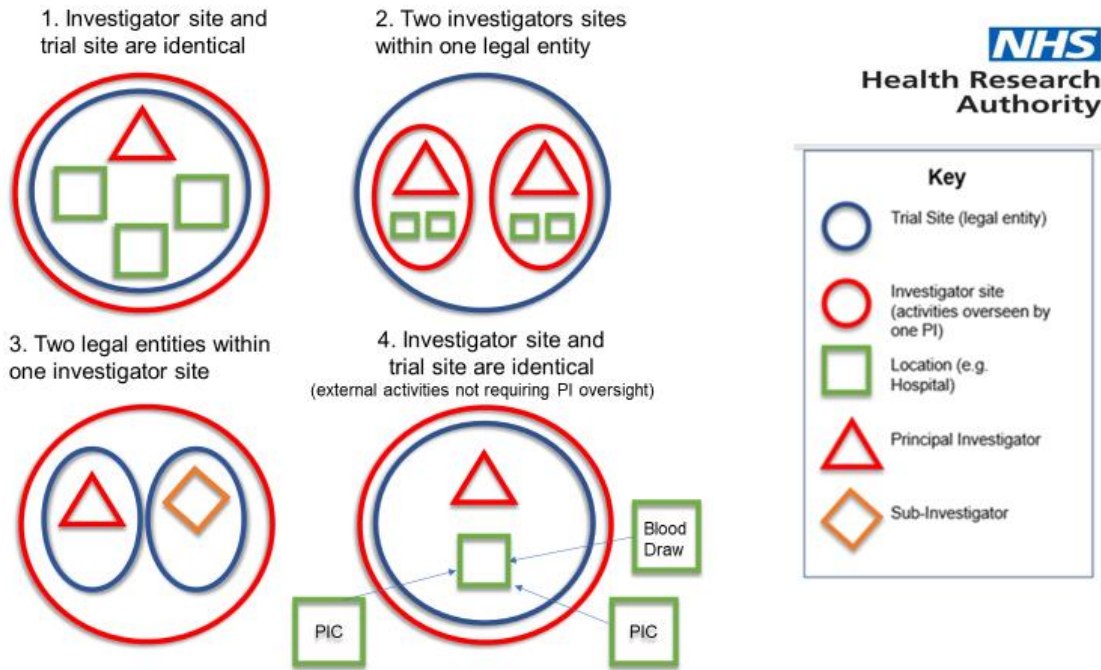 1. Investigator site and
trial site are identical
2. Two investigators sites
within one legal entity
NHS
Health Research
Authority
3. Two legal entities within
one investigator site
4. Investigator site and
trial site are identical
(external activities not requiring PI oversight)
Blood
Draw
PIC
PIC
Key
Trial Site (legal entity)
Investigator site
(activities overseen by
one PI)
Location (e.g.
Hospital)
Principal Investigator
Sub-Investigator